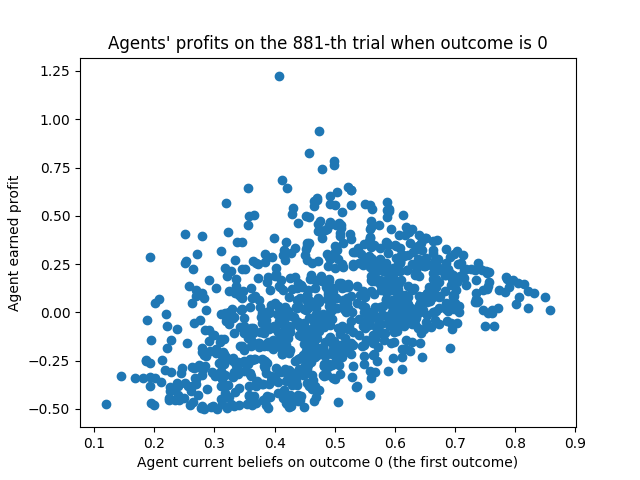 Agents' profits on the 881-th trial when outcome is 0
1.25
1.00
0.75
0.50
0.25
0.00
−0.25
−0.50
Agent earned profit
0.1 0.2 0.3 0.4 0.5 0.6 0.7 0.8 0.9
Agent current beliefs on outcome 0 (the first outcome)